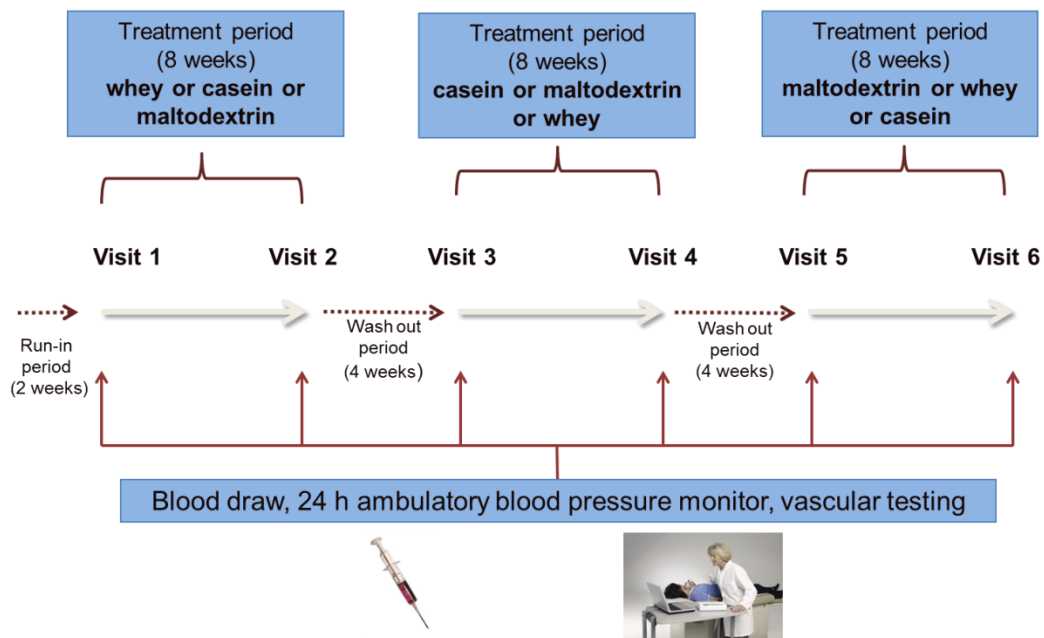 Treatment period
(8 weeks)
whey or casein or
maltodextrin
Treatment period
(8 weeks)
casein or maltodextrin
or whey
Treatment period
(8 weeks)
maltodextrin or whey
or casein
Visit 1
Visit 2
Visit 3
Visit 4
Visit 5
Visit 6
Run-in
period
(2 weeks)
Wash out
period
(4 weeks)
Wash out
period
(4 weeks)
Blood draw, 24 h ambulatory blood pressure monitor, vascular testing